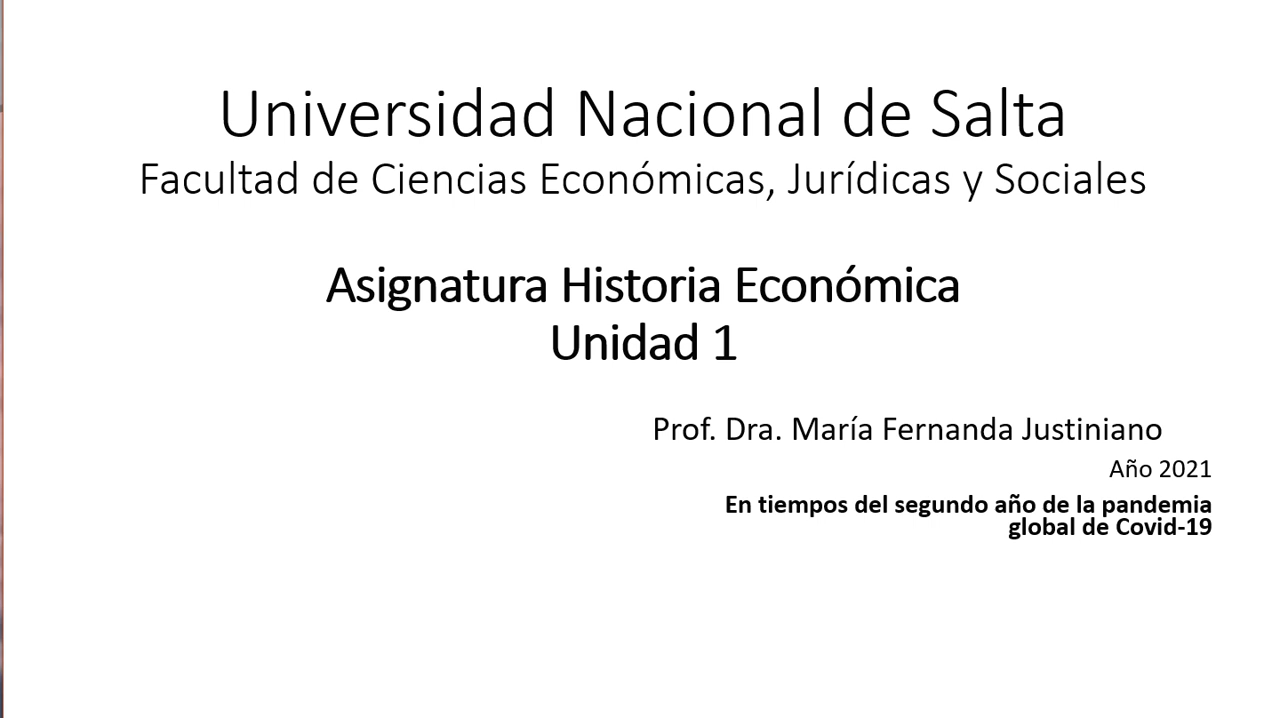 Universidad Nacional de Salta
Facultad de Ciencias Económicas, Jurídicas y Sociales
Asignatura Historia Económica
Unidad 1
Prof. Dra. María Fernanda Justiniano
Año 2021
En tiempos del segundo año de la pandemia
global de Covid-19